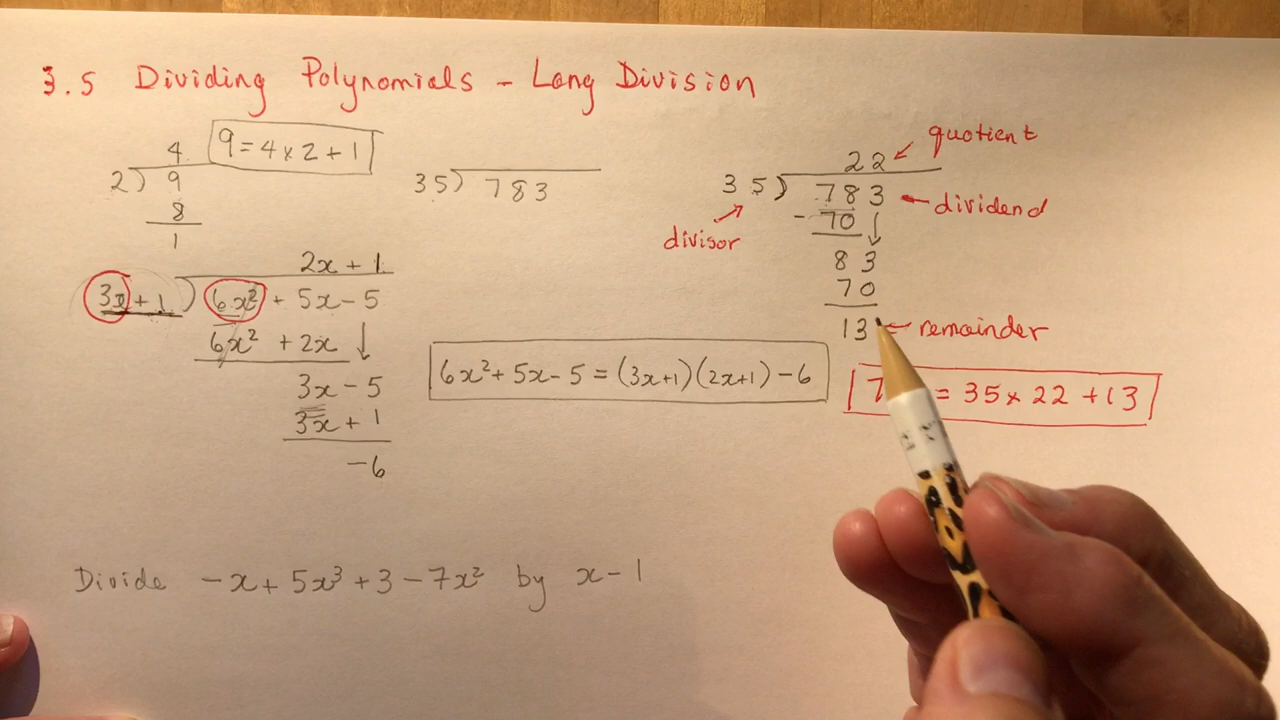 3.5 Dividing Polynomials - Long Division
4
2) 9
8
1
9 = 4 x 2 + 1
35) 783
22
quotient
35) 783
dividend
divisor
- 70
83
70
13
remainder
= 35 x 22 + 13
2x + 1
3x + 1 ) 6x² + 5x - 5
6x² + 2x
3x - 5
3x + 1
-6
6x² + 5x - 5 = (3x+1)(2x+1) - 6
Divide -x + 5x³ + 3 - 7x² by x - 1